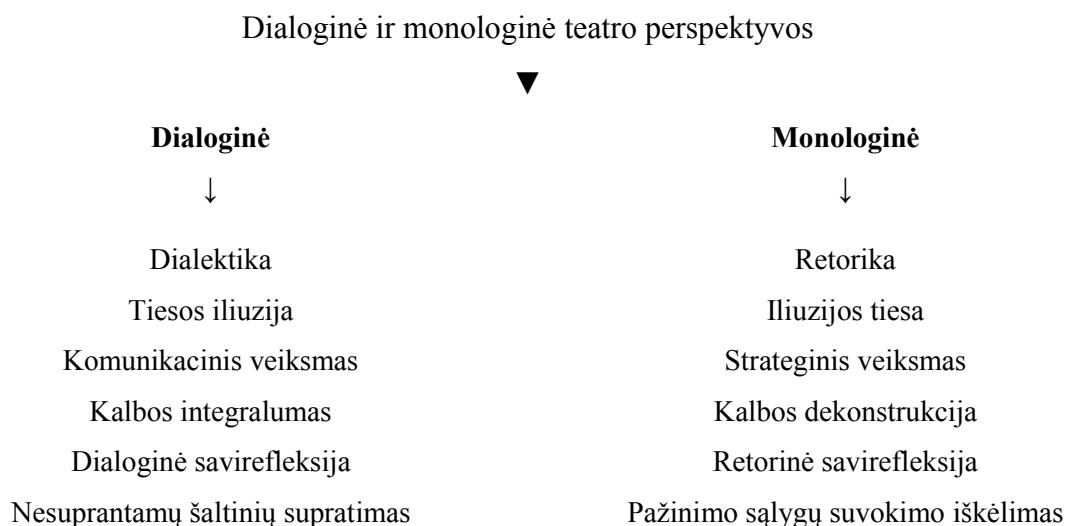 Dialoginė ir monologinė teatro perspektyvos
▼
Dialoginė
Monologinė
↓
↓
Dialektika
Retorika
Tiesos iliuzija
Iliuzijos tiesa
Komunikacinis veiksmas
Strateginis veiksmas
Kalbos integralumas
Kalbos dekonstrukcija
Dialoginė savirefleksija
Retorinė savirefleksija
Nesuprantamų šaltinių supratimas
Pažinimo sąlygų suvokimo iškėlimas